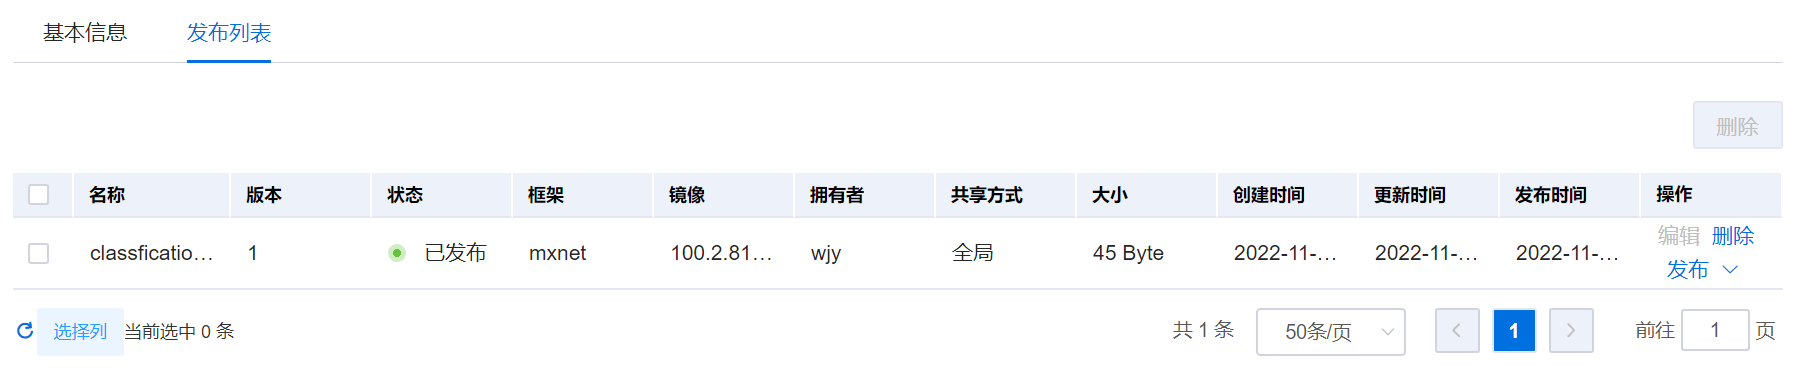 基本信息 发布列表
删除
名称 版本 状态 框架 镜像 拥有者 共享方式 大小 创建时间 更新时间 发布时间 操作
classficatio... 1 已发布 mxnet 100.2.81... wjy 全局 45 Byte 2022-11-... 2022-11-... 2022-11-... 编辑 删除
发布
选择列 当前选中 0 条 共 1 条 50条/页 1 前往 1 页